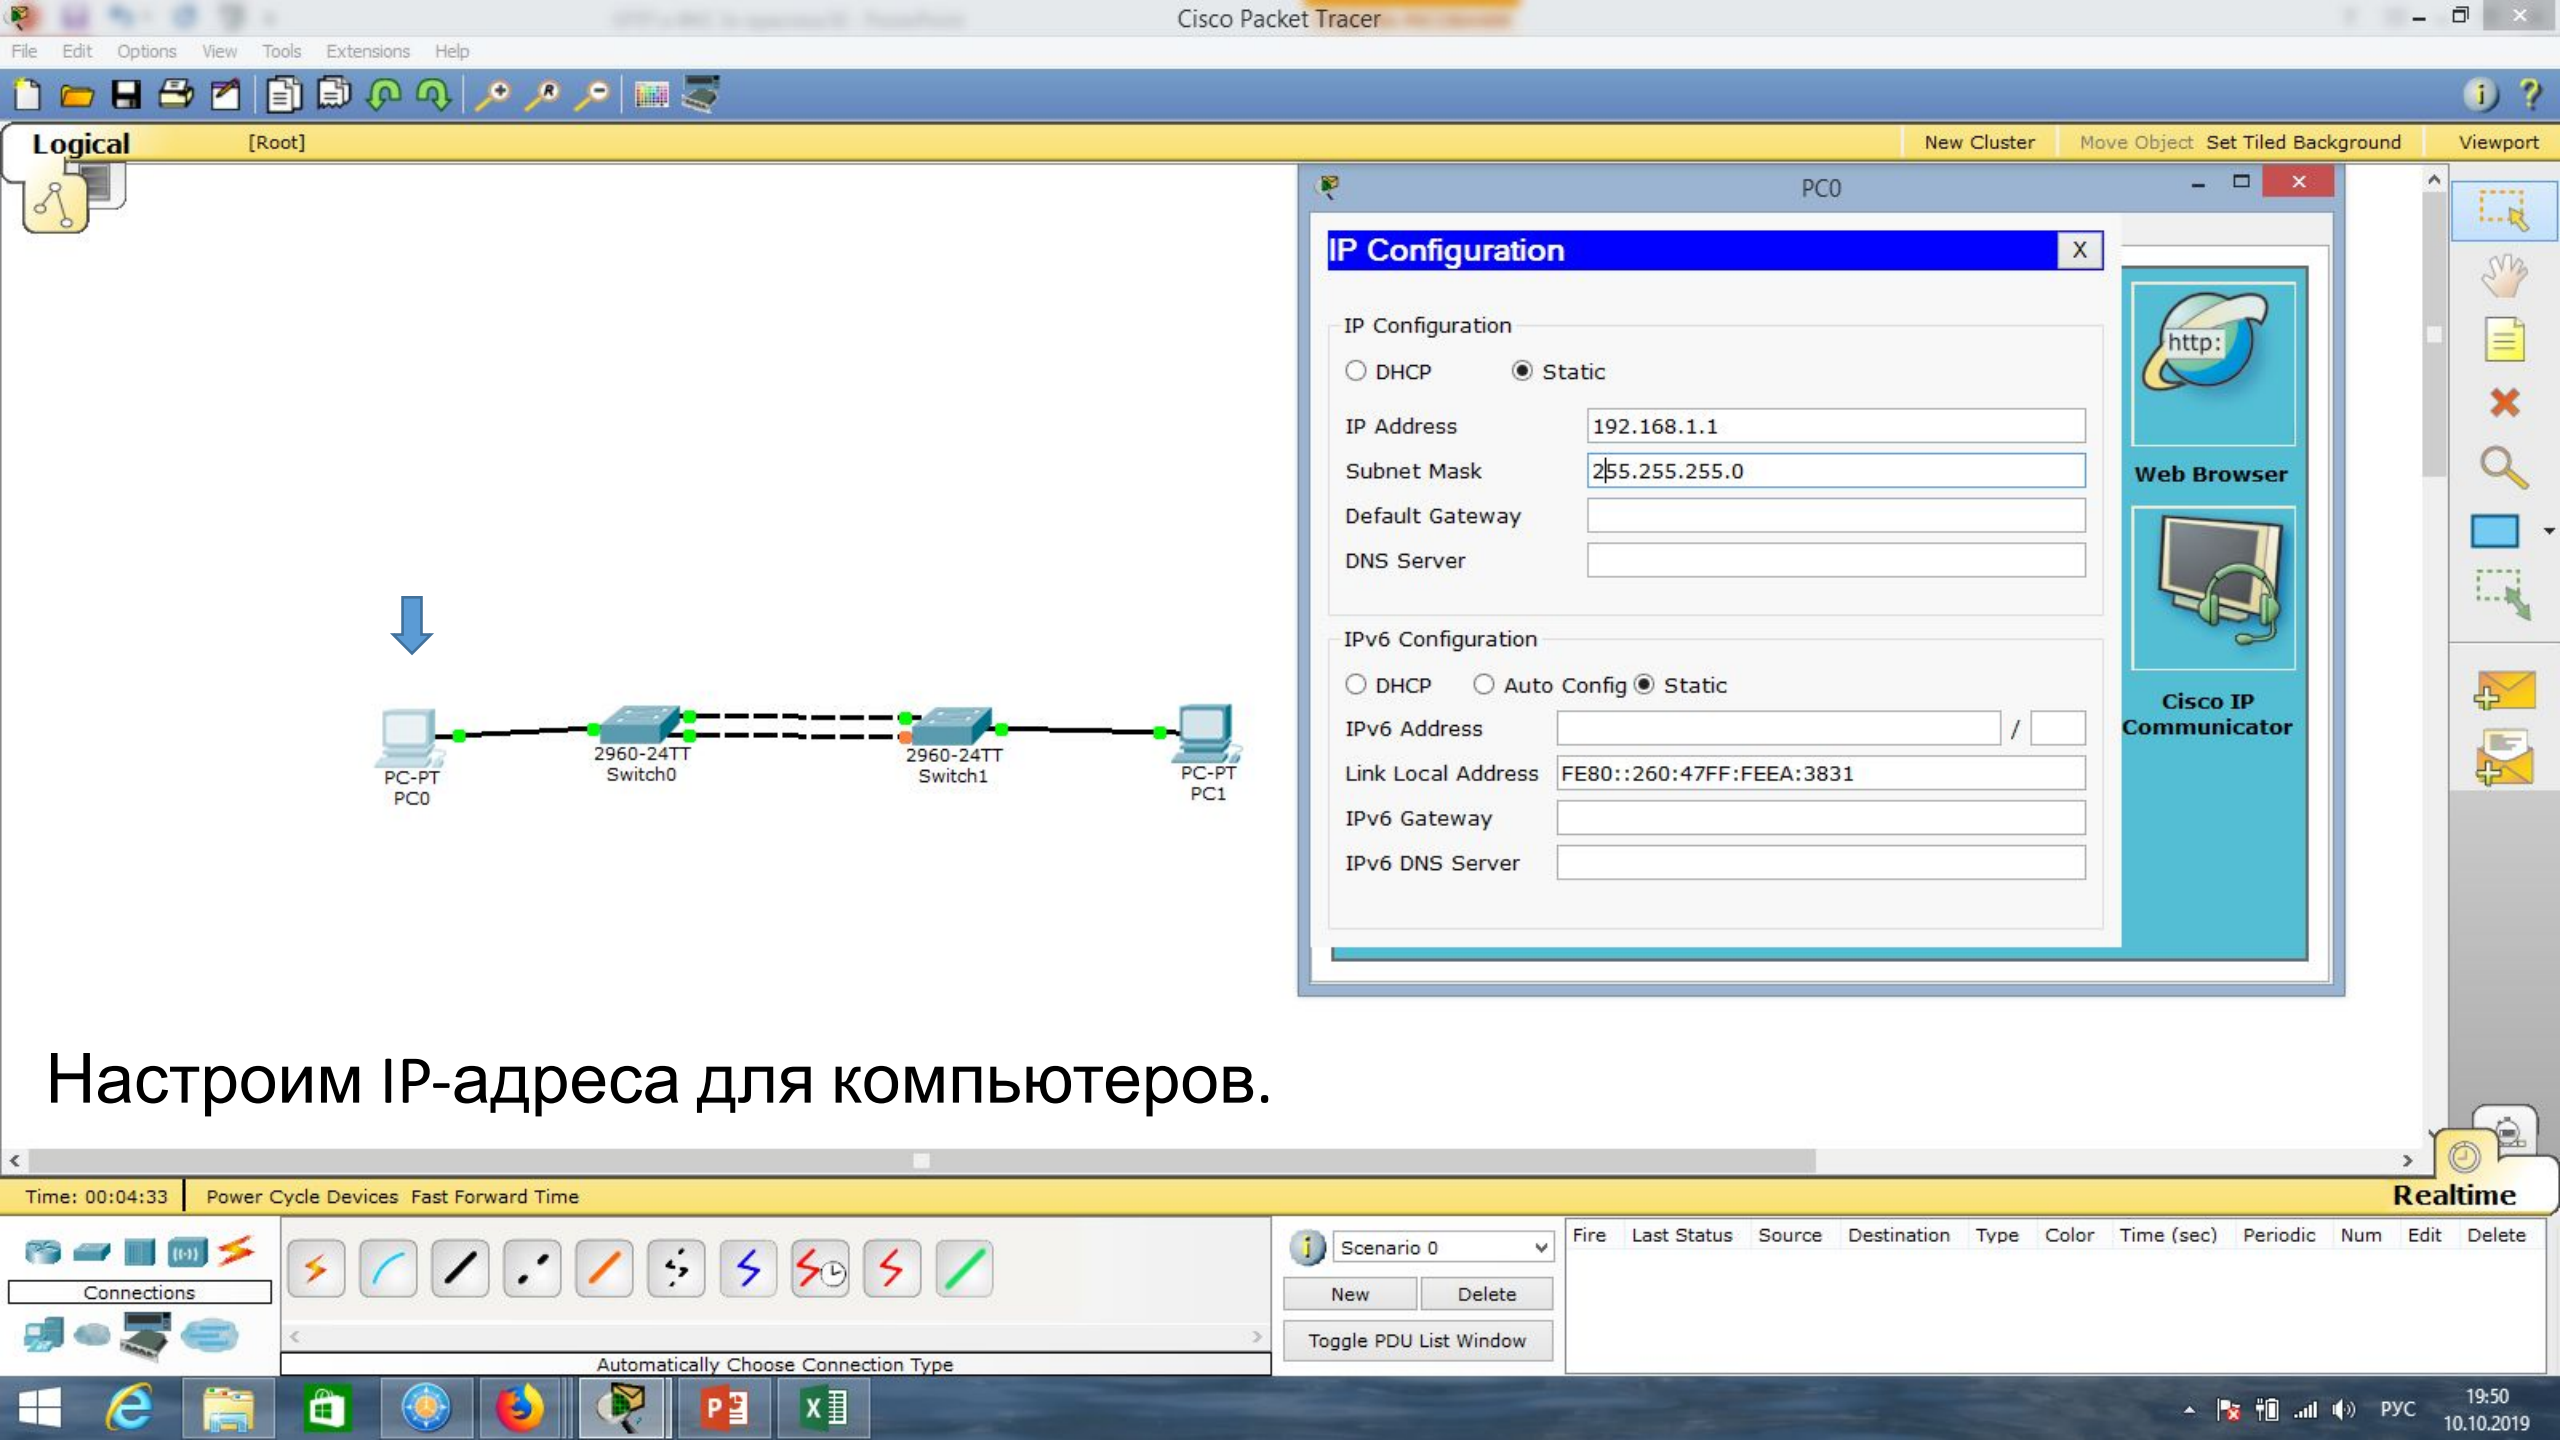 Cisco Packet Tracer
File Edit Options View Tools Extensions Help
Logical [Root] New Cluster Move Object Set Tiled Background Viewport
PC0
IP Configuration X
IP Configuration
DHCP Static
IP Address 192.168.1.1
Subnet Mask 255.255.255.0
Default Gateway
DNS Server
IPv6 Configuration
DHCP Auto Config Static
IPv6 Address /
Link Local Address FE80::260:47FF:FEEA:3831
IPv6 Gateway
IPv6 DNS Server
http:
Web Browser
Cisco IP
Communicator
PC-PT
PC0
2960-24TT
Switch0
2960-24TT
Switch1
PC-PT
PC1
Настроим IP-адреса для компьютеров.
Time: 00:04:33 Power Cycle Devices Fast Forward Time Realtime
Connections
Automatically Choose Connection Type
Scenario 0
New Delete
Toggle PDU List Window
Fire Last Status Source Destination Type Color Time (sec) Periodic Num Edit Delete
РУС
19:50
10.10.2019